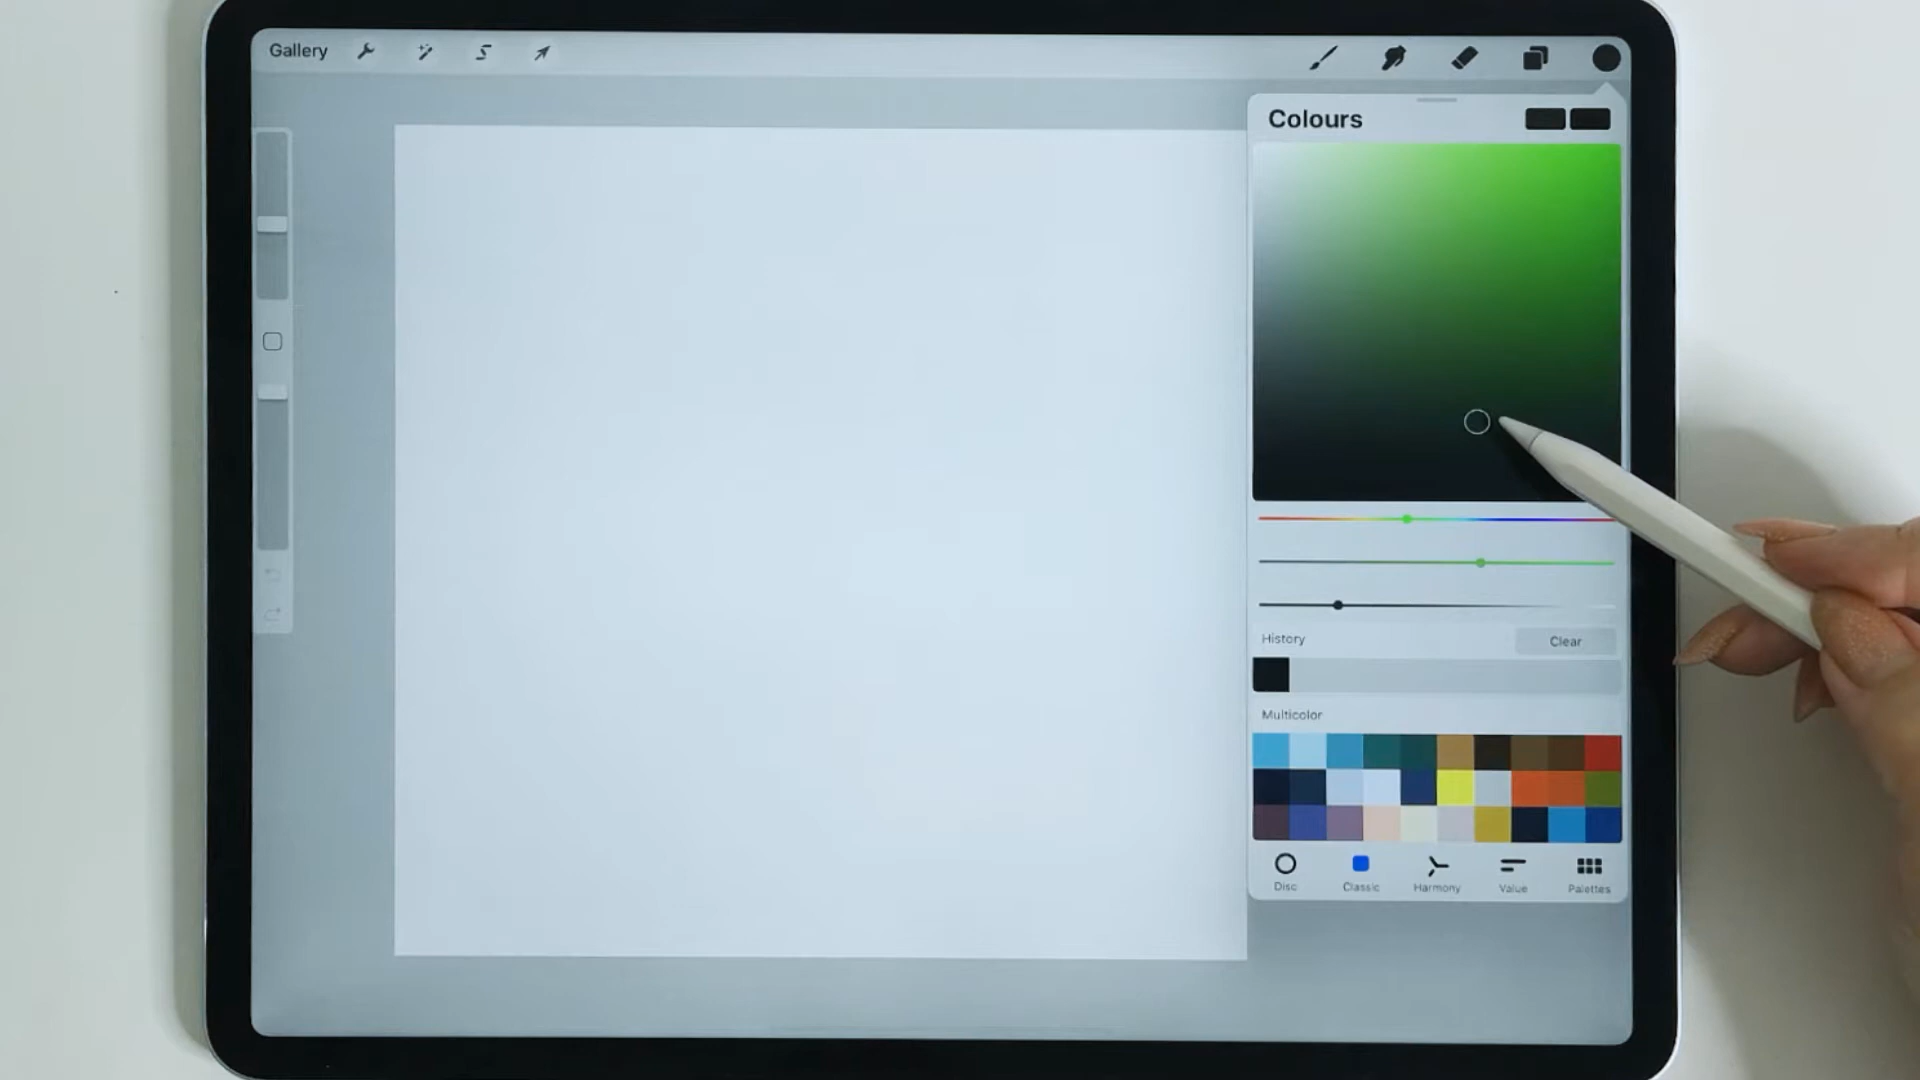 Gallery
Colours
History
Clear
Multicolor
Disc
Classic
Harmony
Value
Palettes